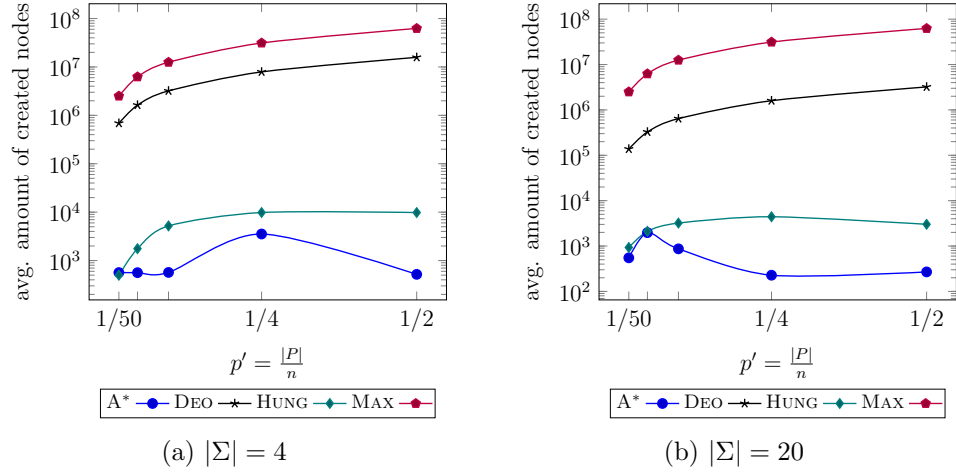 avg. amount of created nodes
10^8
10^7
10^6
10^5
10^4
10^3
1/50 1/4 1/2
p′ = |P|/n
A* DEO HUNG MAX
(a) |Σ| = 4
avg. amount of created nodes
10^8
10^7
10^6
10^5
10^4
10^3
10^2
1/50 1/4 1/2
p′ = |P|/n
A* DEO HUNG MAX
(b) |Σ| = 20